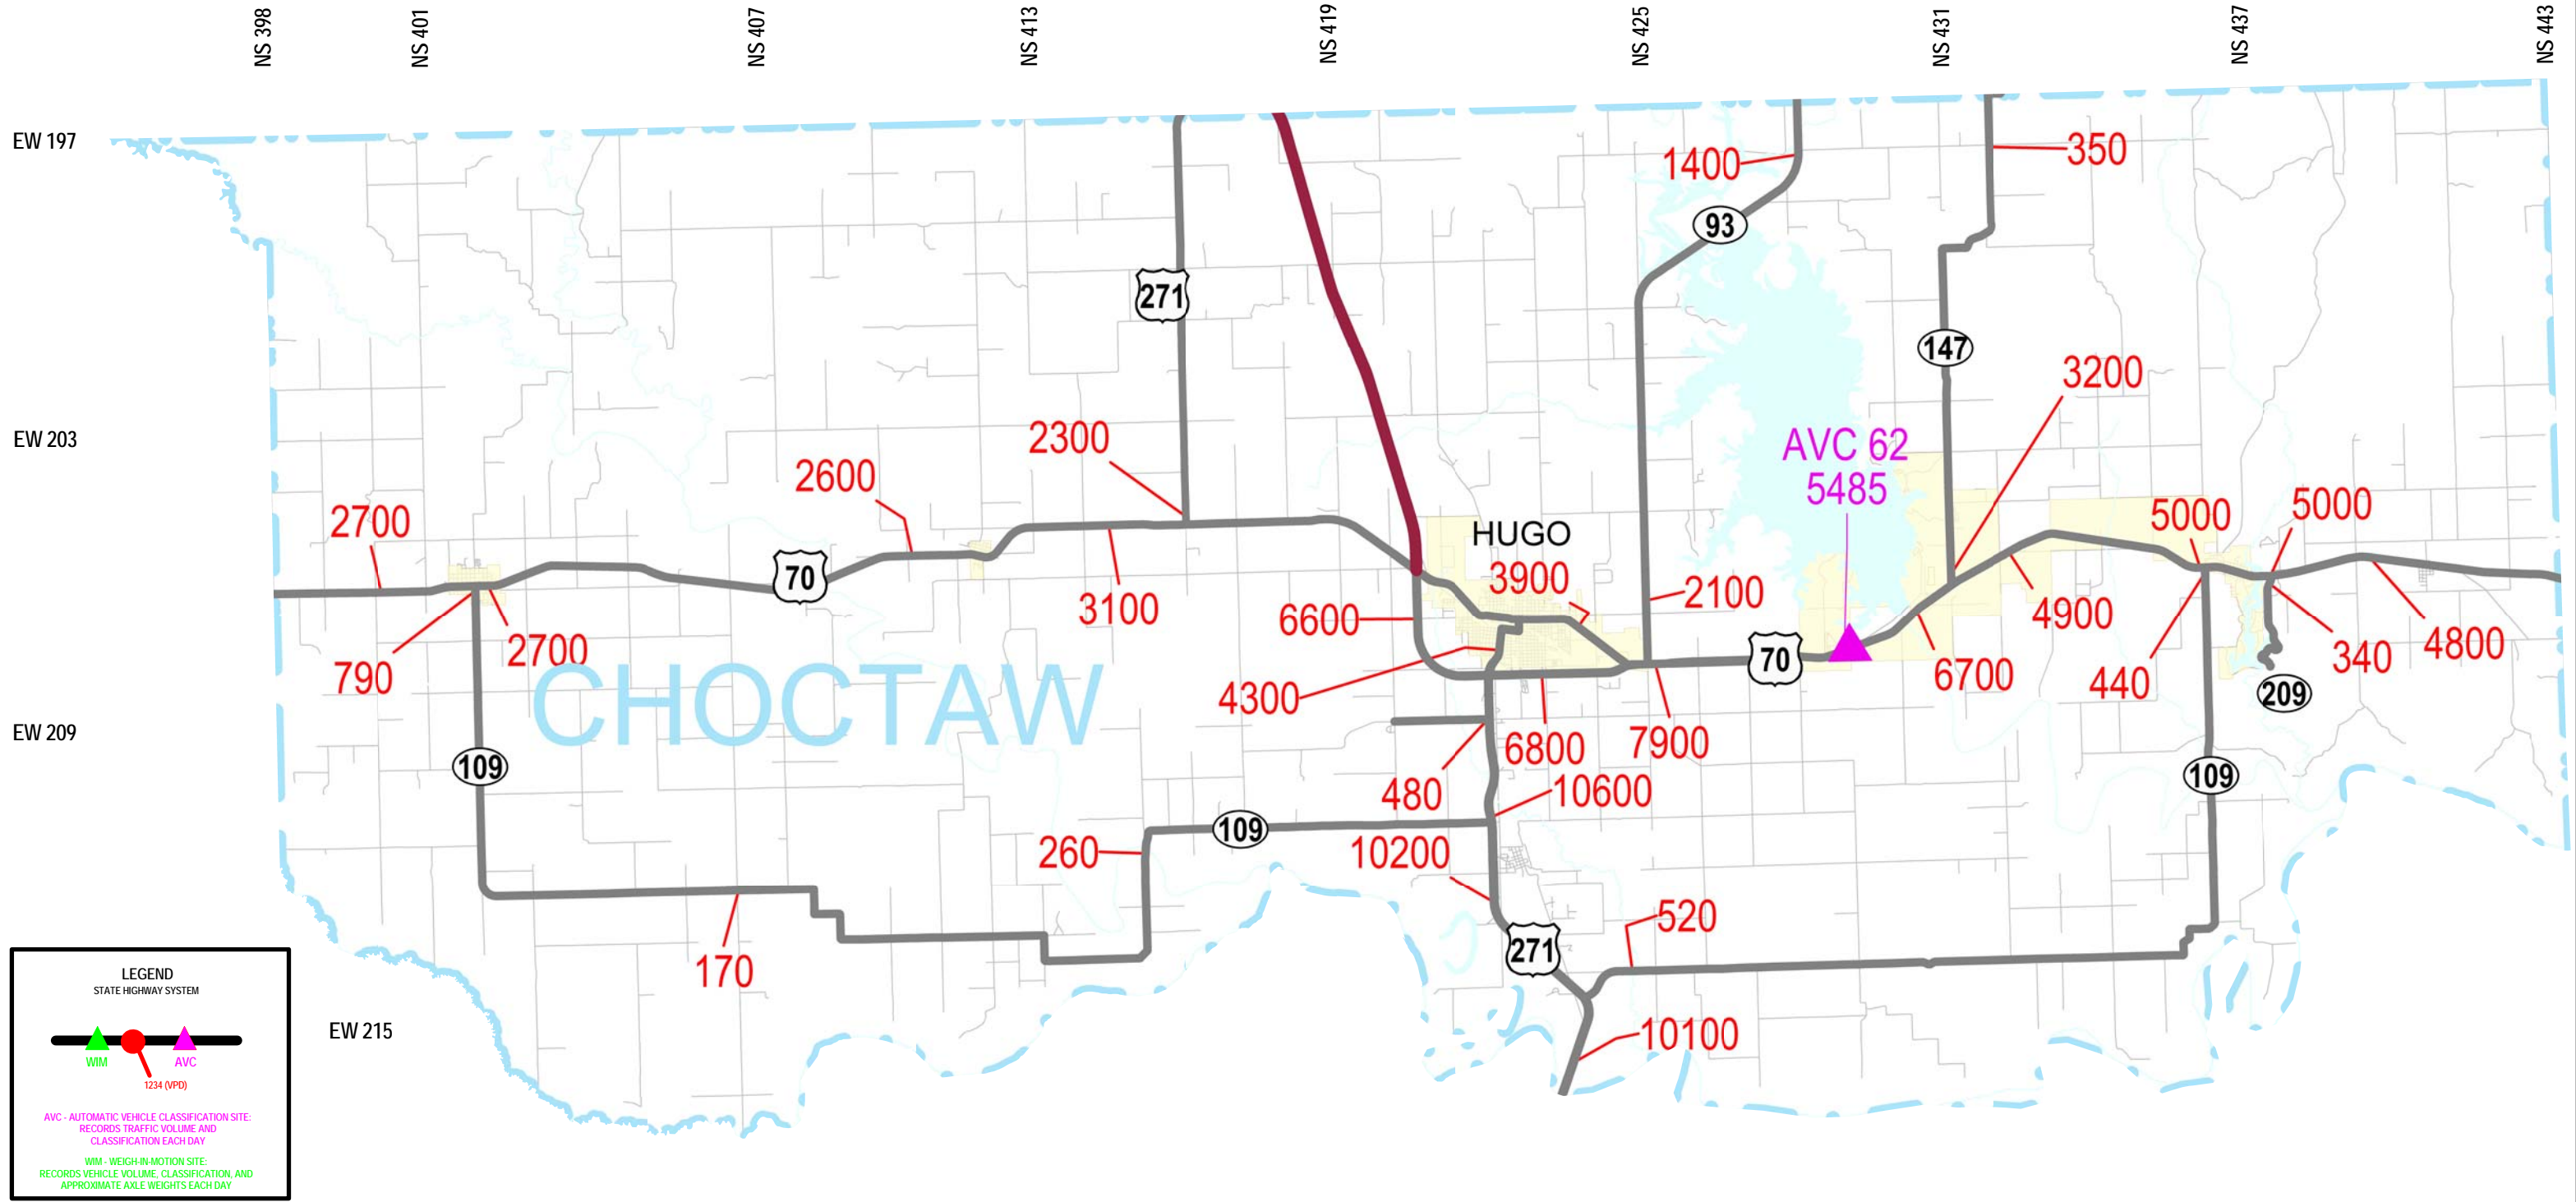 NS 398
NS 401
NS 407
NS 413
NS 419
NS 425
NS 431
NS 437
NS 443
EW 197
1400
350
93
271
147
3200
EW 203
2300
2600
AVC 62
5485
2700
5000
5000
HUGO
3900
70
2100
3100
6600
4900
790
2700
4300
70
6700
440
340
4800
CHOCTAW
209
EW 209
6800
7900
109
480
10600
109
109
260
10200
170
520
271
EW 215
10100
LEGEND
STATE HIGHWAY SYSTEM
WIM
AVC
1234 (VPD)
AVC - AUTOMATIC VEHICLE CLASSIFICATION SITE:
RECORDS TRAFFIC VOLUME AND
CLASSIFICATION EACH DAY
WIM - WEIGH-IN-MOTION SITE:
RECORDS VEHICLE VOLUME, CLASSIFICATION, AND
APPROXIMATE AXLE WEIGHTS EACH DAY